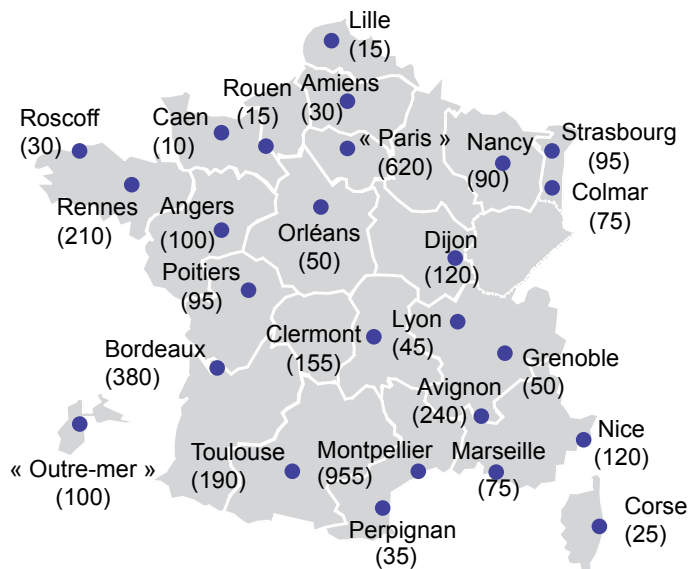 Lille
(15)
Rouen
(15)
Amiens
(30)
Caen
(10)
Roscoff
(30)
« Paris »
(620)
Nancy
(90)
Strasbourg
(95)
Colmar
(75)
Rennes
(210)
Angers
(100)
Orléans
(50)
Dijon
(120)
Poitiers
(95)
Clermont
(155)
Lyon
(45)
Grenoble
(50)
Bordeaux
(380)
Avignon
(240)
Nice
(120)
« Outre-mer »
(100)
Toulouse
(190)
Montpellier
(955)
Marseille
(75)
Perpignan
(35)
Corse
(25)